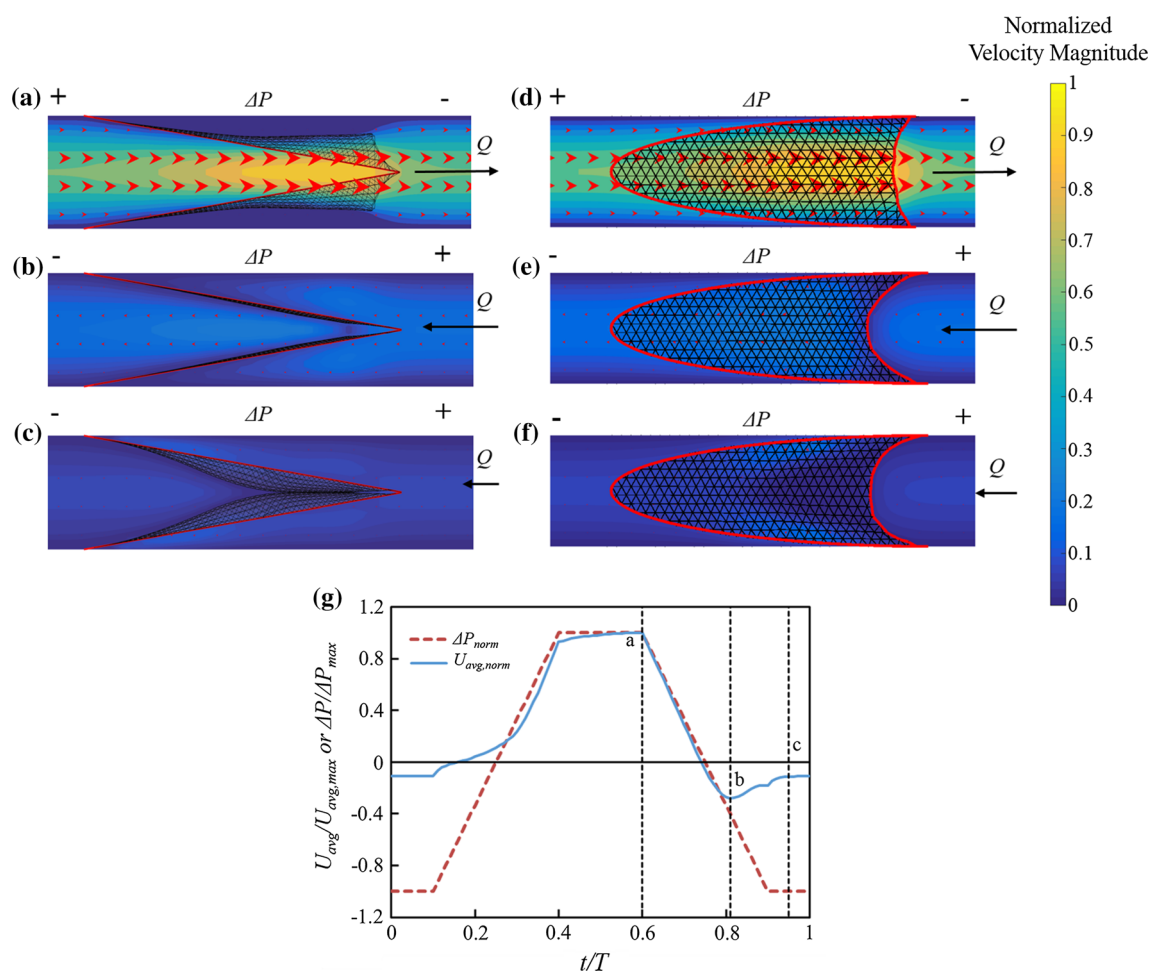 Normalized
Velocity Magnitude
(a) + ΔP - Q
(d) + ΔP - Q
(b) - ΔP + Q
(e) - ΔP + Q
(c) - ΔP + Q
(f) - ΔP + Q
1
0.9
0.8
0.7
0.6
0.5
0.4
0.3
0.2
0.1
0
(g)
U_avg/U_avg,max or ΔP/ΔP_max
1.2
0.8
0.4
0
-0.4
-0.8
-1.2
ΔP_norm
U_avg,norm
a
b
c
0 0.2 0.4 0.6 0.8 1
t/T